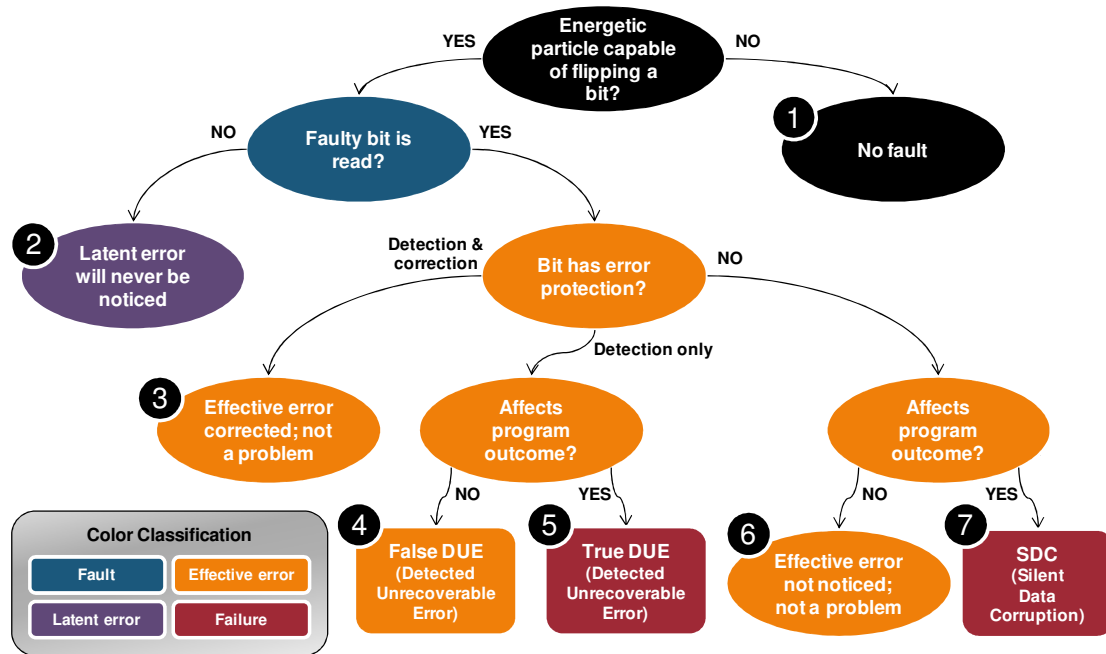 Energetic
particle capable
of flipping a
bit?
YES
NO
1
No fault
Faulty bit is
read?
NO
YES
2
Latent error
will never be
noticed
Detection &
correction
Bit has error
protection?
NO
Detection only
3
Effective error
corrected; not
a problem
Affects
program
outcome?
Affects
program
outcome?
NO
YES
NO
YES
4
False DUE
(Detected
Unrecoverable
Error)
5
True DUE
(Detected
Unrecoverable
Error)
6
Effective error
not noticed;
not a problem
7
SDC
(Silent
Data
Corruption)
Color Classification
Fault
Effective error
Latent error
Failure